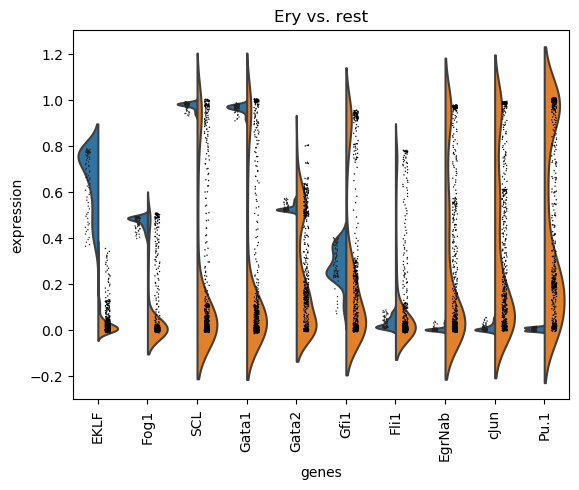 Ery vs. rest
1.2
1.0
0.8
0.6
0.4
0.2
0.0
−0.2
expression
EKLF
Fog1
SCL
Gata1
Gata2
Gfi1
Fli1
EgrNab
cJun
Pu.1
genes